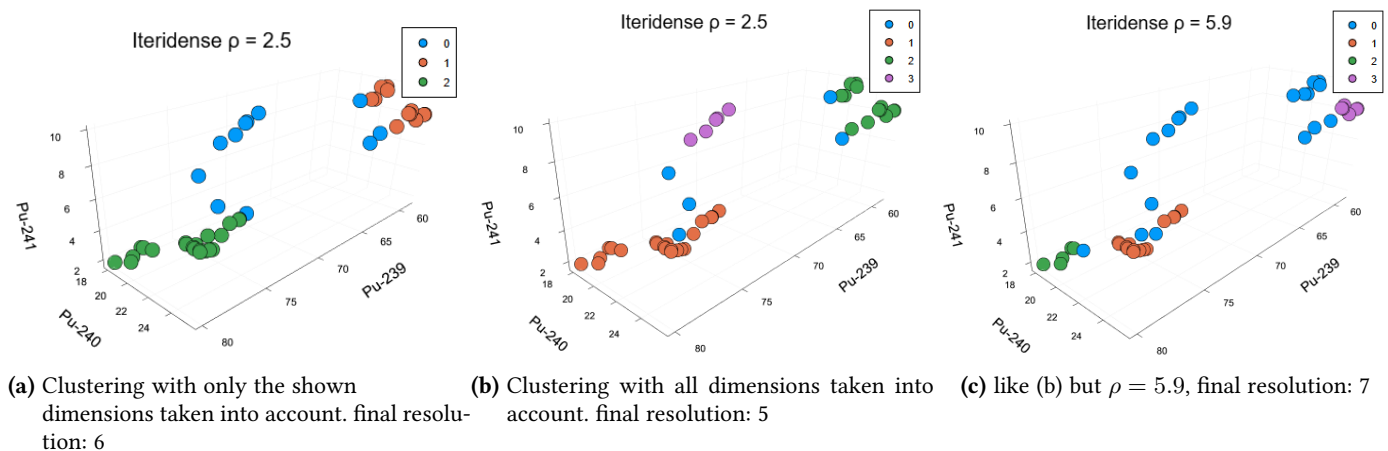 Iteridense ρ = 2.5
0
1
2
10
8
6
4
2
Pu-241
18
20
22
24
Pu-240
80
75
70
65
60
Pu-239
Iteridense ρ = 2.5
0
1
2
3
10
8
6
4
2
Pu-241
18
20
22
24
Pu-240
80
75
70
65
60
Pu-239
Iteridense ρ = 5.9
0
1
2
3
10
8
6
4
2
Pu-241
18
20
22
24
Pu-240
80
75
70
65
60
Pu-239
(a) Clustering with only the shown
dimensions taken into account. final resolu-
tion: 6
(b) Clustering with all dimensions taken into
account. final resolution: 5
(c) like (b) but ρ = 5.9, final resolution: 7